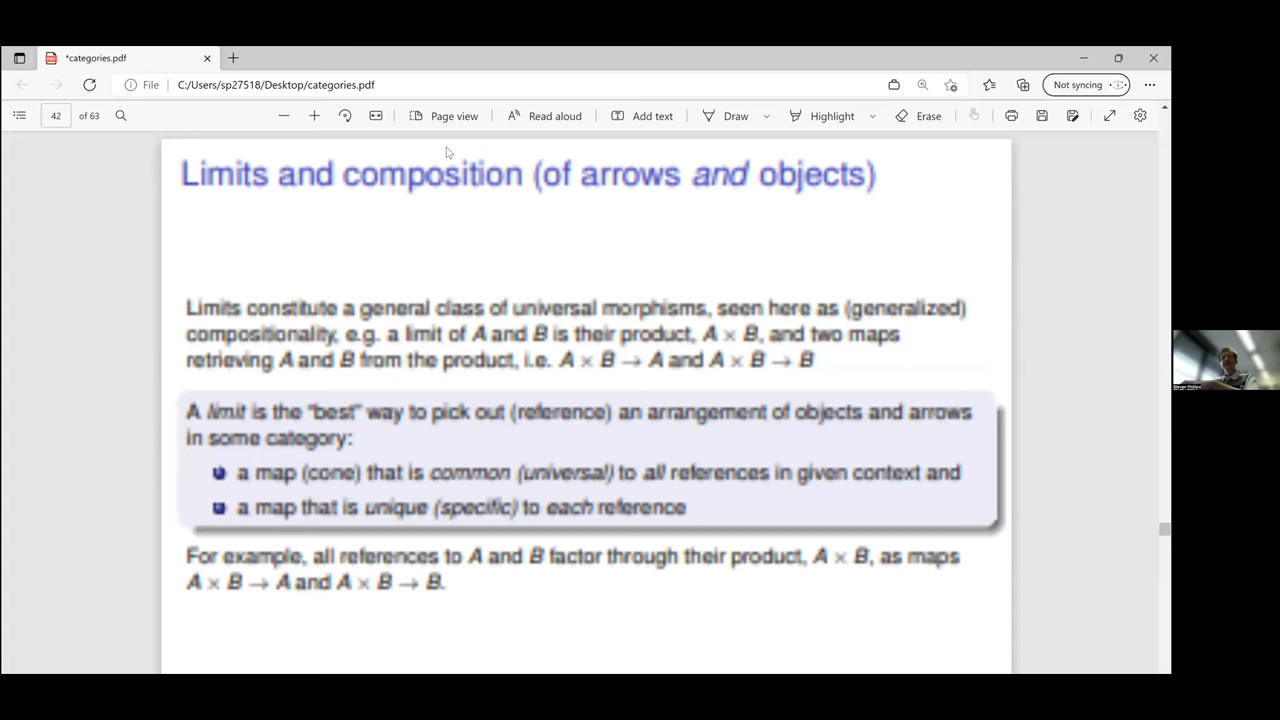 *categories.pdf
File
C:/Users/sp27518/Desktop/categories.pdf
Not syncing
42 of 63
Page view
Read aloud
Add text
Draw
Highlight
Erase
Limits and composition (of arrows and objects)
Limits constitute a general class of universal morphisms, seen here as (generalized)
compositionality, e.g. a limit of A and B is their product, A × B, and two maps
retrieving A and B from the product, i.e. A × B → A and A × B → B
A limit is the "best" way to pick out (reference) an arrangement of objects and arrows
in some category:
a map (cone) that is common (universal) to all references in given context and
a map that is unique (specific) to each reference
For example, all references to A and B factor through their product, A × B, as maps
A × B → A and A × B → B.